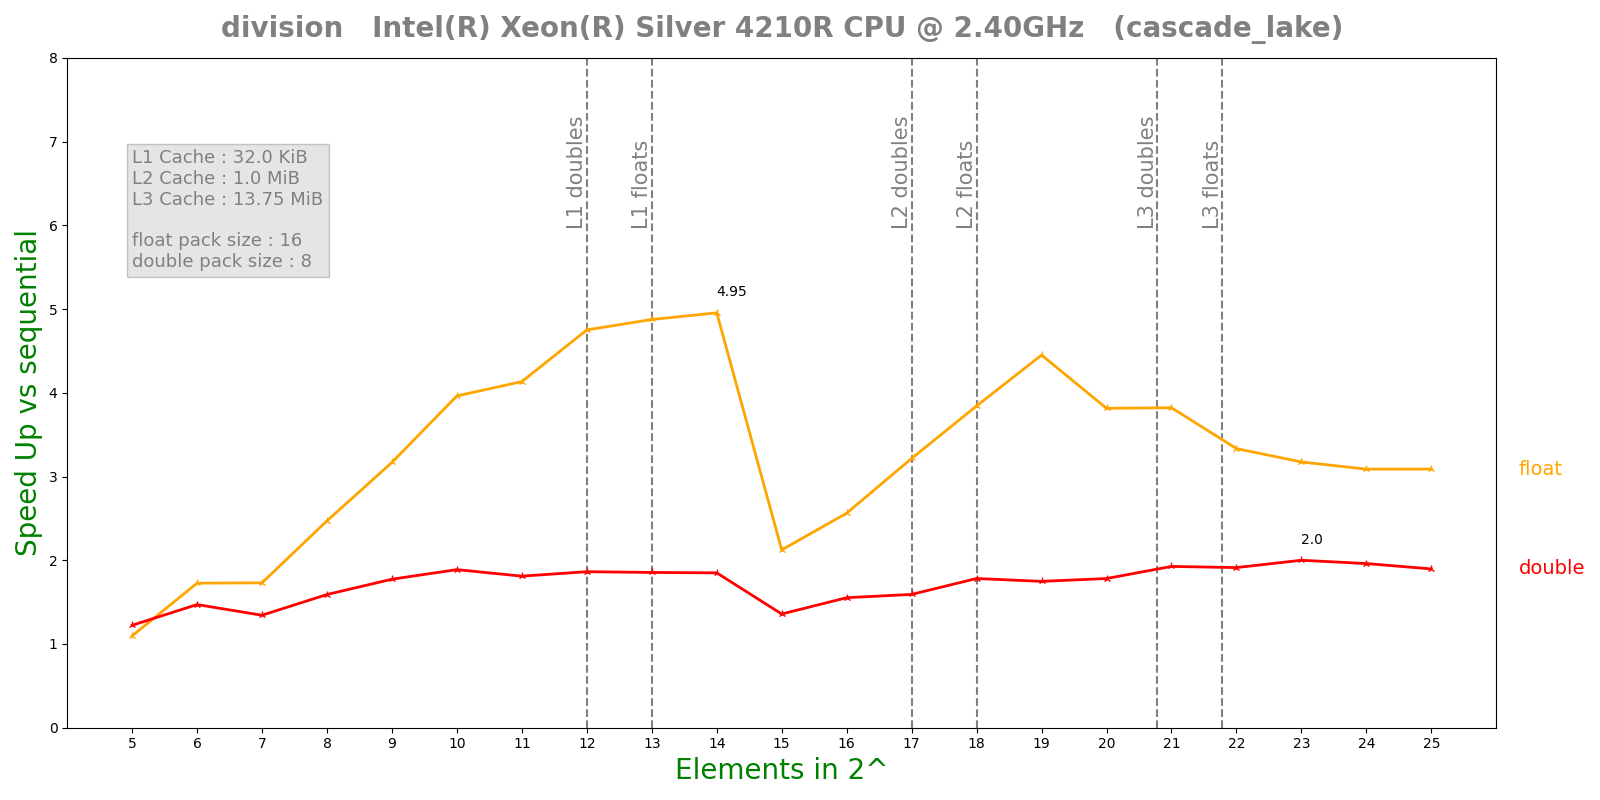 division   Intel(R) Xeon(R) Silver 4210R CPU @ 2.40GHz   (cascade_lake)
Speed Up vs sequential
8
7
6
5
4
3
2
1
0
L1 Cache : 32.0 KiB
L2 Cache : 1.0 MiB
L3 Cache : 13.75 MiB
float pack size : 16
double pack size : 8
L1 doubles
L1 floats
L2 doubles
L2 floats
L3 doubles
L3 floats
4.95
2.0
float
double
5 6 7 8 9 10 11 12 13 14 15 16 17 18 19 20 21 22 23 24 25
Elements in 2^